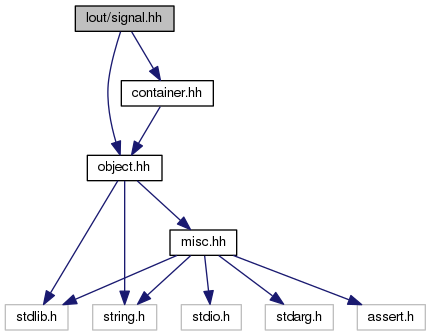 lout/signal.hh
container.hh
object.hh
misc.hh
stdlib.h
string.h
stdio.h
stdarg.h
assert.h